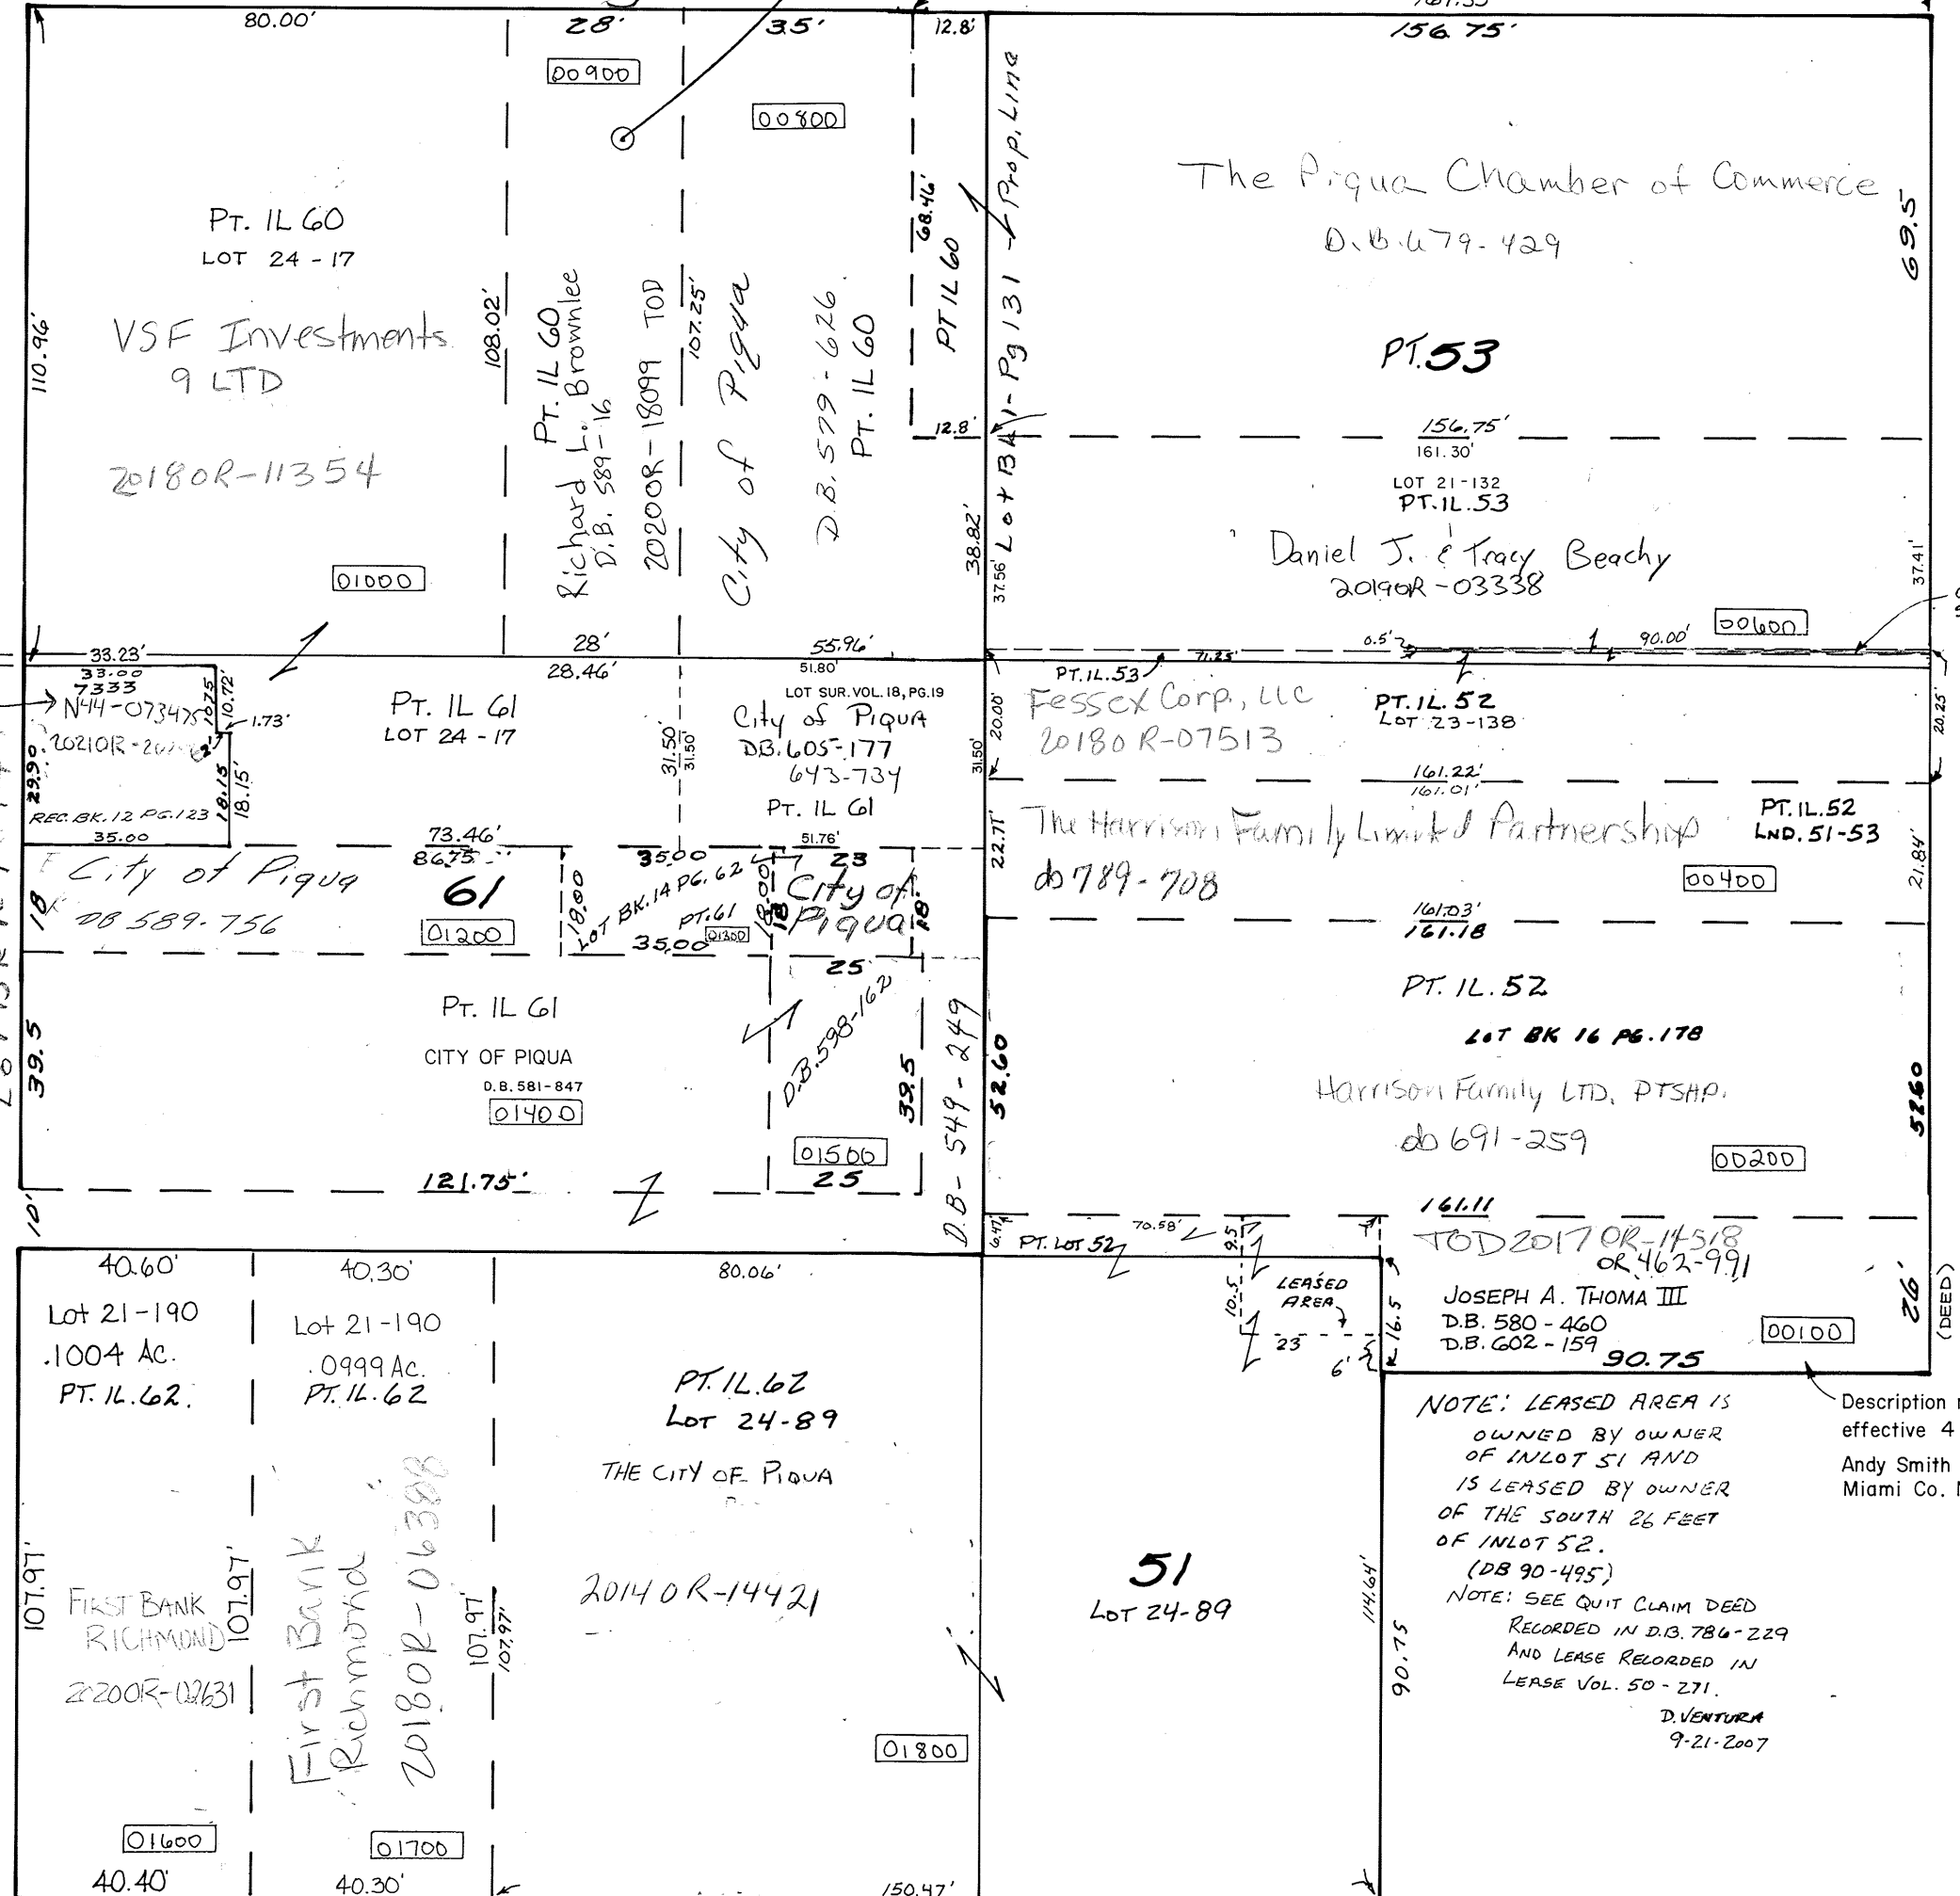 80.00'
28'
35'
12.8'
156.75'
00900
00800
Lot Bk 1 - Pg 131 - Prop. Line
The Piqua Chamber of Commerce
D.B. 679-429
69.5
PT. IL 60
LOT 24-17
VSF Investments
9 LTD
20180R-11354
110.96'
108.02'
PT. IL 60
Richard L. Brownlee
D.B. 589-16
20200R-18099 TOD
107.25'
City of Piqua
D.B. 579-626
PT. IL 60
68.46'
PT IL 60
12.8'
38.82'
37.56'
PT. 53
156.75'
161.30'
LOT 21-132
PT. IL. 53
Daniel J. & Tracy Beachy
20190R-03338
37.41'
01000
00600
28'
55.96'
0.5'
90.00'
71.25'
PT. IL. 53
33.23'
33.00
7333
N44-073475
10.75
10.72'
1.73'
29.90
18.15
18.15'
REC. BK. 12 PG. 123
35.00
28.46'
51.80'
PT. IL 61
LOT 24-17
31.50'
31.50'
LOT SUR. VOL. 18, PG. 19
City of PIQUA
D.B. 605-177
643-734
PT. IL 61
31.50'
20.00'
Fessex Corp., LLC
20180R-07513
PT. IL. 52
LOT 23-138
20.25'
161.22'
161.01'
73.46'
86.75
35.00
51.76'
23
City of Piqua
DB 589-756
18
61
01200
18.00
LOT BK. 14 PG. 62
PT. 61
01300
35.00
18.00
18
City of
Piqua
18
22.71'
The Harrison Family Limited Partnership
db 789-708
PT. IL. 52
LND. 51-53
00400
21.84'
161.03'
161.18
25
39.5
PT. IL 61
CITY OF PIQUA
D.B. 581-847
01400
D.B. 598-162
39.5
01500
121.75'
25
10'
D.B - 549-249
52.60
PT. IL. 52
LOT BK 16 PG. 178
Harrison Family LTD. PTSHP.
db 691-259
00200
52.60
161.11
6.47'
PT. LOT 52
70.58'
9.5
10.5
LEASED
AREA
23
6'
16.5
TOD 2017 OR-14518
OR. 462-991
JOSEPH A. THOMA III
D.B. 580-460
D.B. 602-159
00100
90.75
26'
(DEED)
40.60'
40.30'
80.06'
Lot 21-190
.1004 AC.
PT. IL. 62.
Lot 21-190
.0999 Ac.
PT. IL. 62
PT. IL. 62
LOT 24-89
THE CITY OF PIQUA
20140R-14421
107.97'
FIRST BANK
RICHMOND
20200R-02631
107.97'
First Bank
Richmond
20180R-06388
107.97'
107.97'
51
LOT 24-89
114.64'
90.75
NOTE: LEASED AREA IS
OWNED BY OWNER
OF INLOT 51 AND
IS LEASED BY OWNER
OF THE SOUTH 26 FEET
OF INLOT 52.
(DB 90-495)
NOTE: SEE QUIT CLAIM DEED
RECORDED IN D.B. 786-229
AND LEASE RECORDED IN
LEASE VOL. 50-271.
D. VENTURA
9-21-2007
Description
effective 4
Andy Smith
Miami Co.
01600
01700
01800
40.40'
40.30'
150.47'